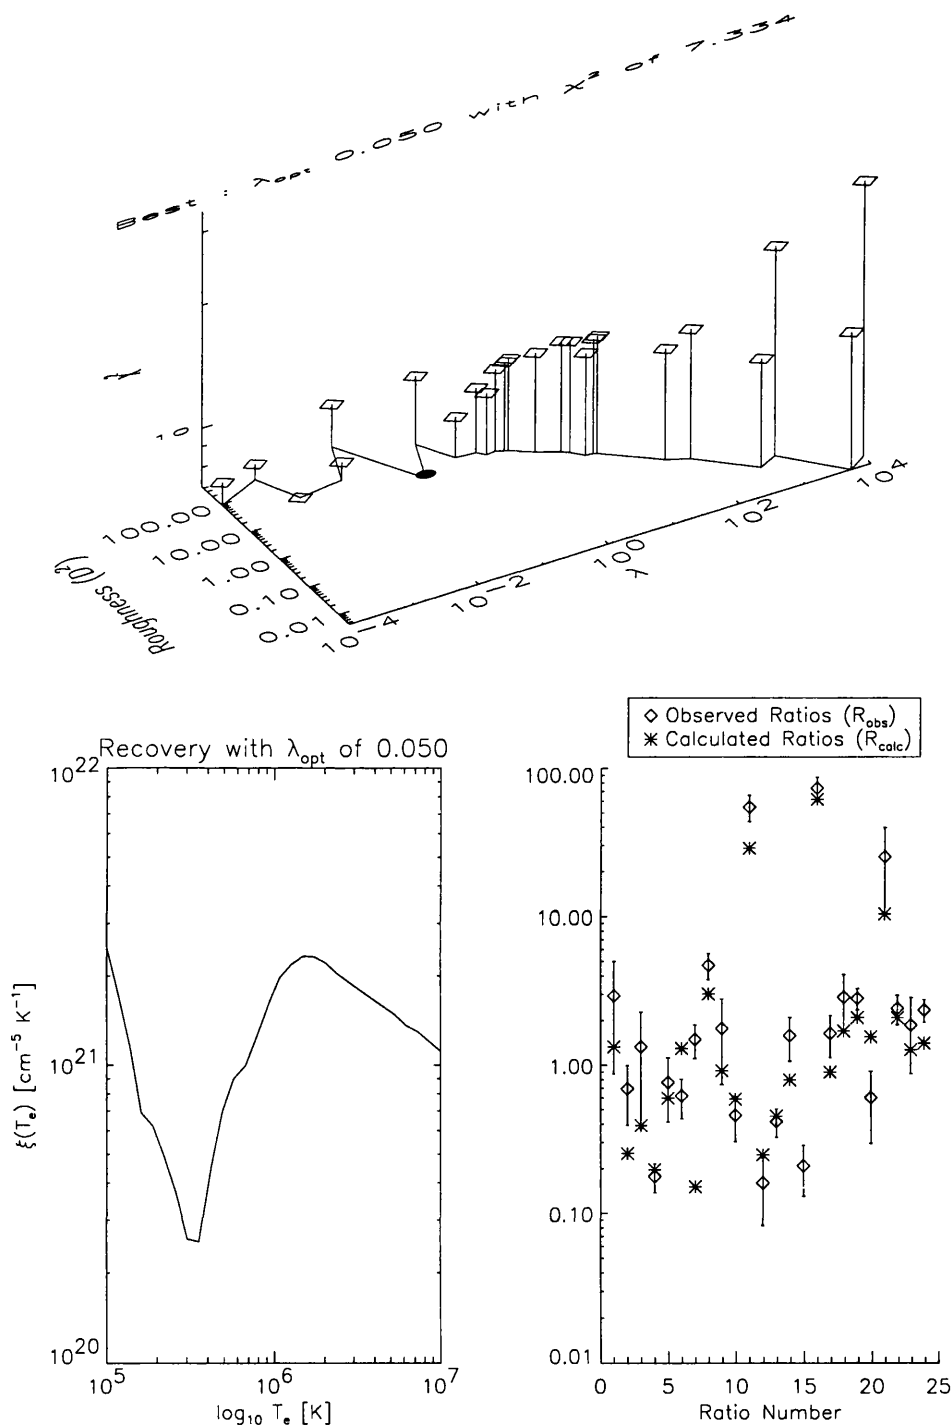 Best : λopt 0.050 with χ² of 7.334
10
100.00
10.00
1.00
0.10
0.01
Roughness (D²)
10−4
10−2
10⁰
10²
10⁴
λ
◇ Observed Ratios (Robs)
✳ Calculated Ratios (Rcalc)
Recovery with λopt of 0.050
10²²
10²¹
10²⁰
ξ(Te) [cm⁻⁵ K⁻¹]
10⁵ 10⁶ 10⁷
log₁₀ Te [K]
100.00
10.00
1.00
0.10
0.01
0 5 10 15 20 25
Ratio Number